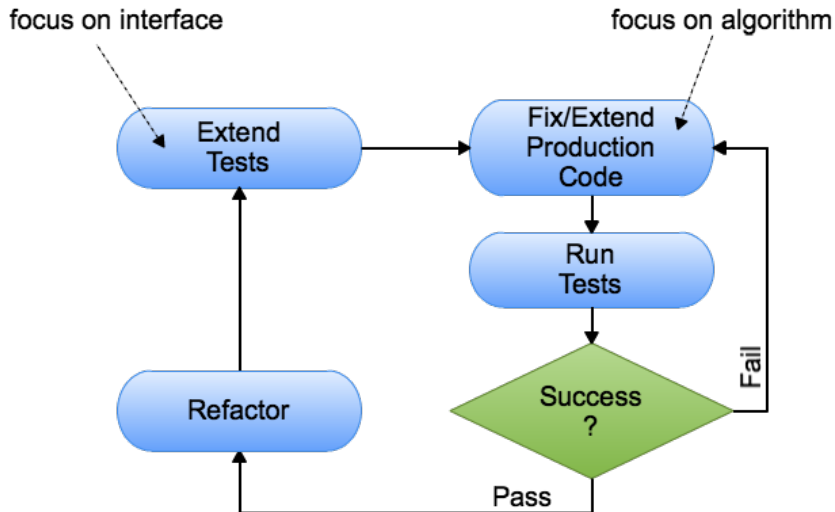 focus on interface
focus on algorithm
Extend
Tests
Fix/Extend
Production
Code
Run
Tests
Success
?
Fail
Pass
Refactor